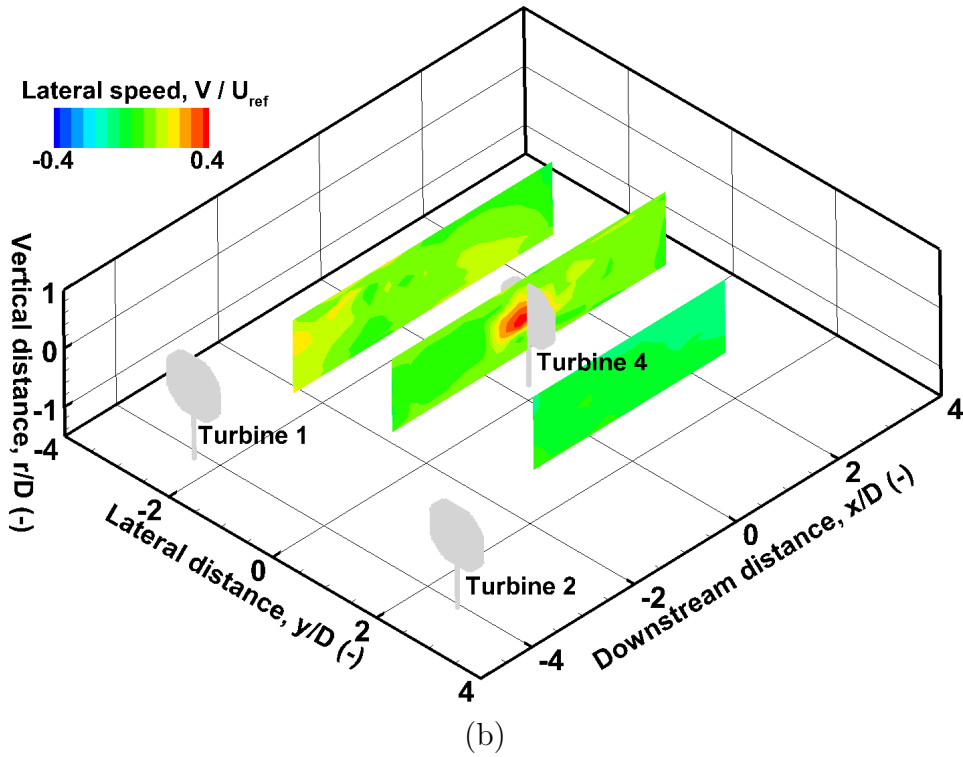 Lateral speed, V / U_ref
-0.4 0.4
Vertical distance, r/D (-)
1
0
-1
-4
-2
0
2
4
Lateral distance, y/D (-)
-4
-2
0
2
4
Downstream distance, x/D (-)
Turbine 1
Turbine 4
Turbine 2
(b)